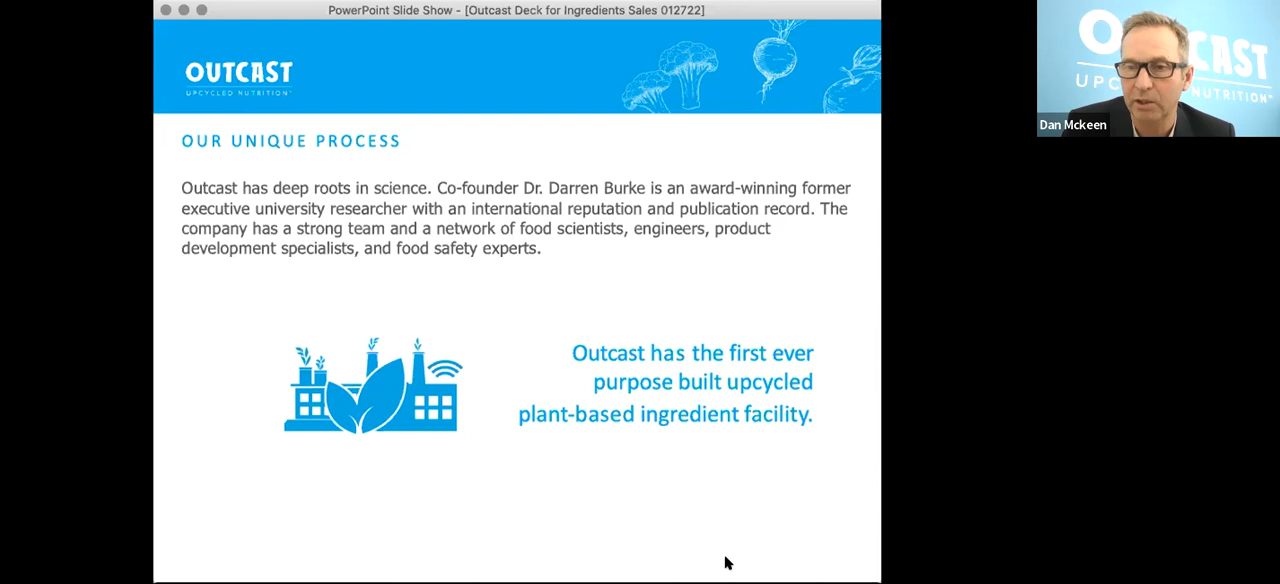 PowerPoint Slide Show - [Outcast Deck for Ingredients Sales 012722]
OUTCAST
UPCYCLED NUTRITION
OUR UNIQUE PROCESS
Outcast has deep roots in science. Co-founder Dr. Darren Burke is an award-winning former
executive university researcher with an international reputation and publication record. The
company has a strong team and a network of food scientists, engineers, product
development specialists, and food safety experts.
Outcast has the first ever
purpose built upcycled
plant-based ingredient facility.
Dan Mckeen